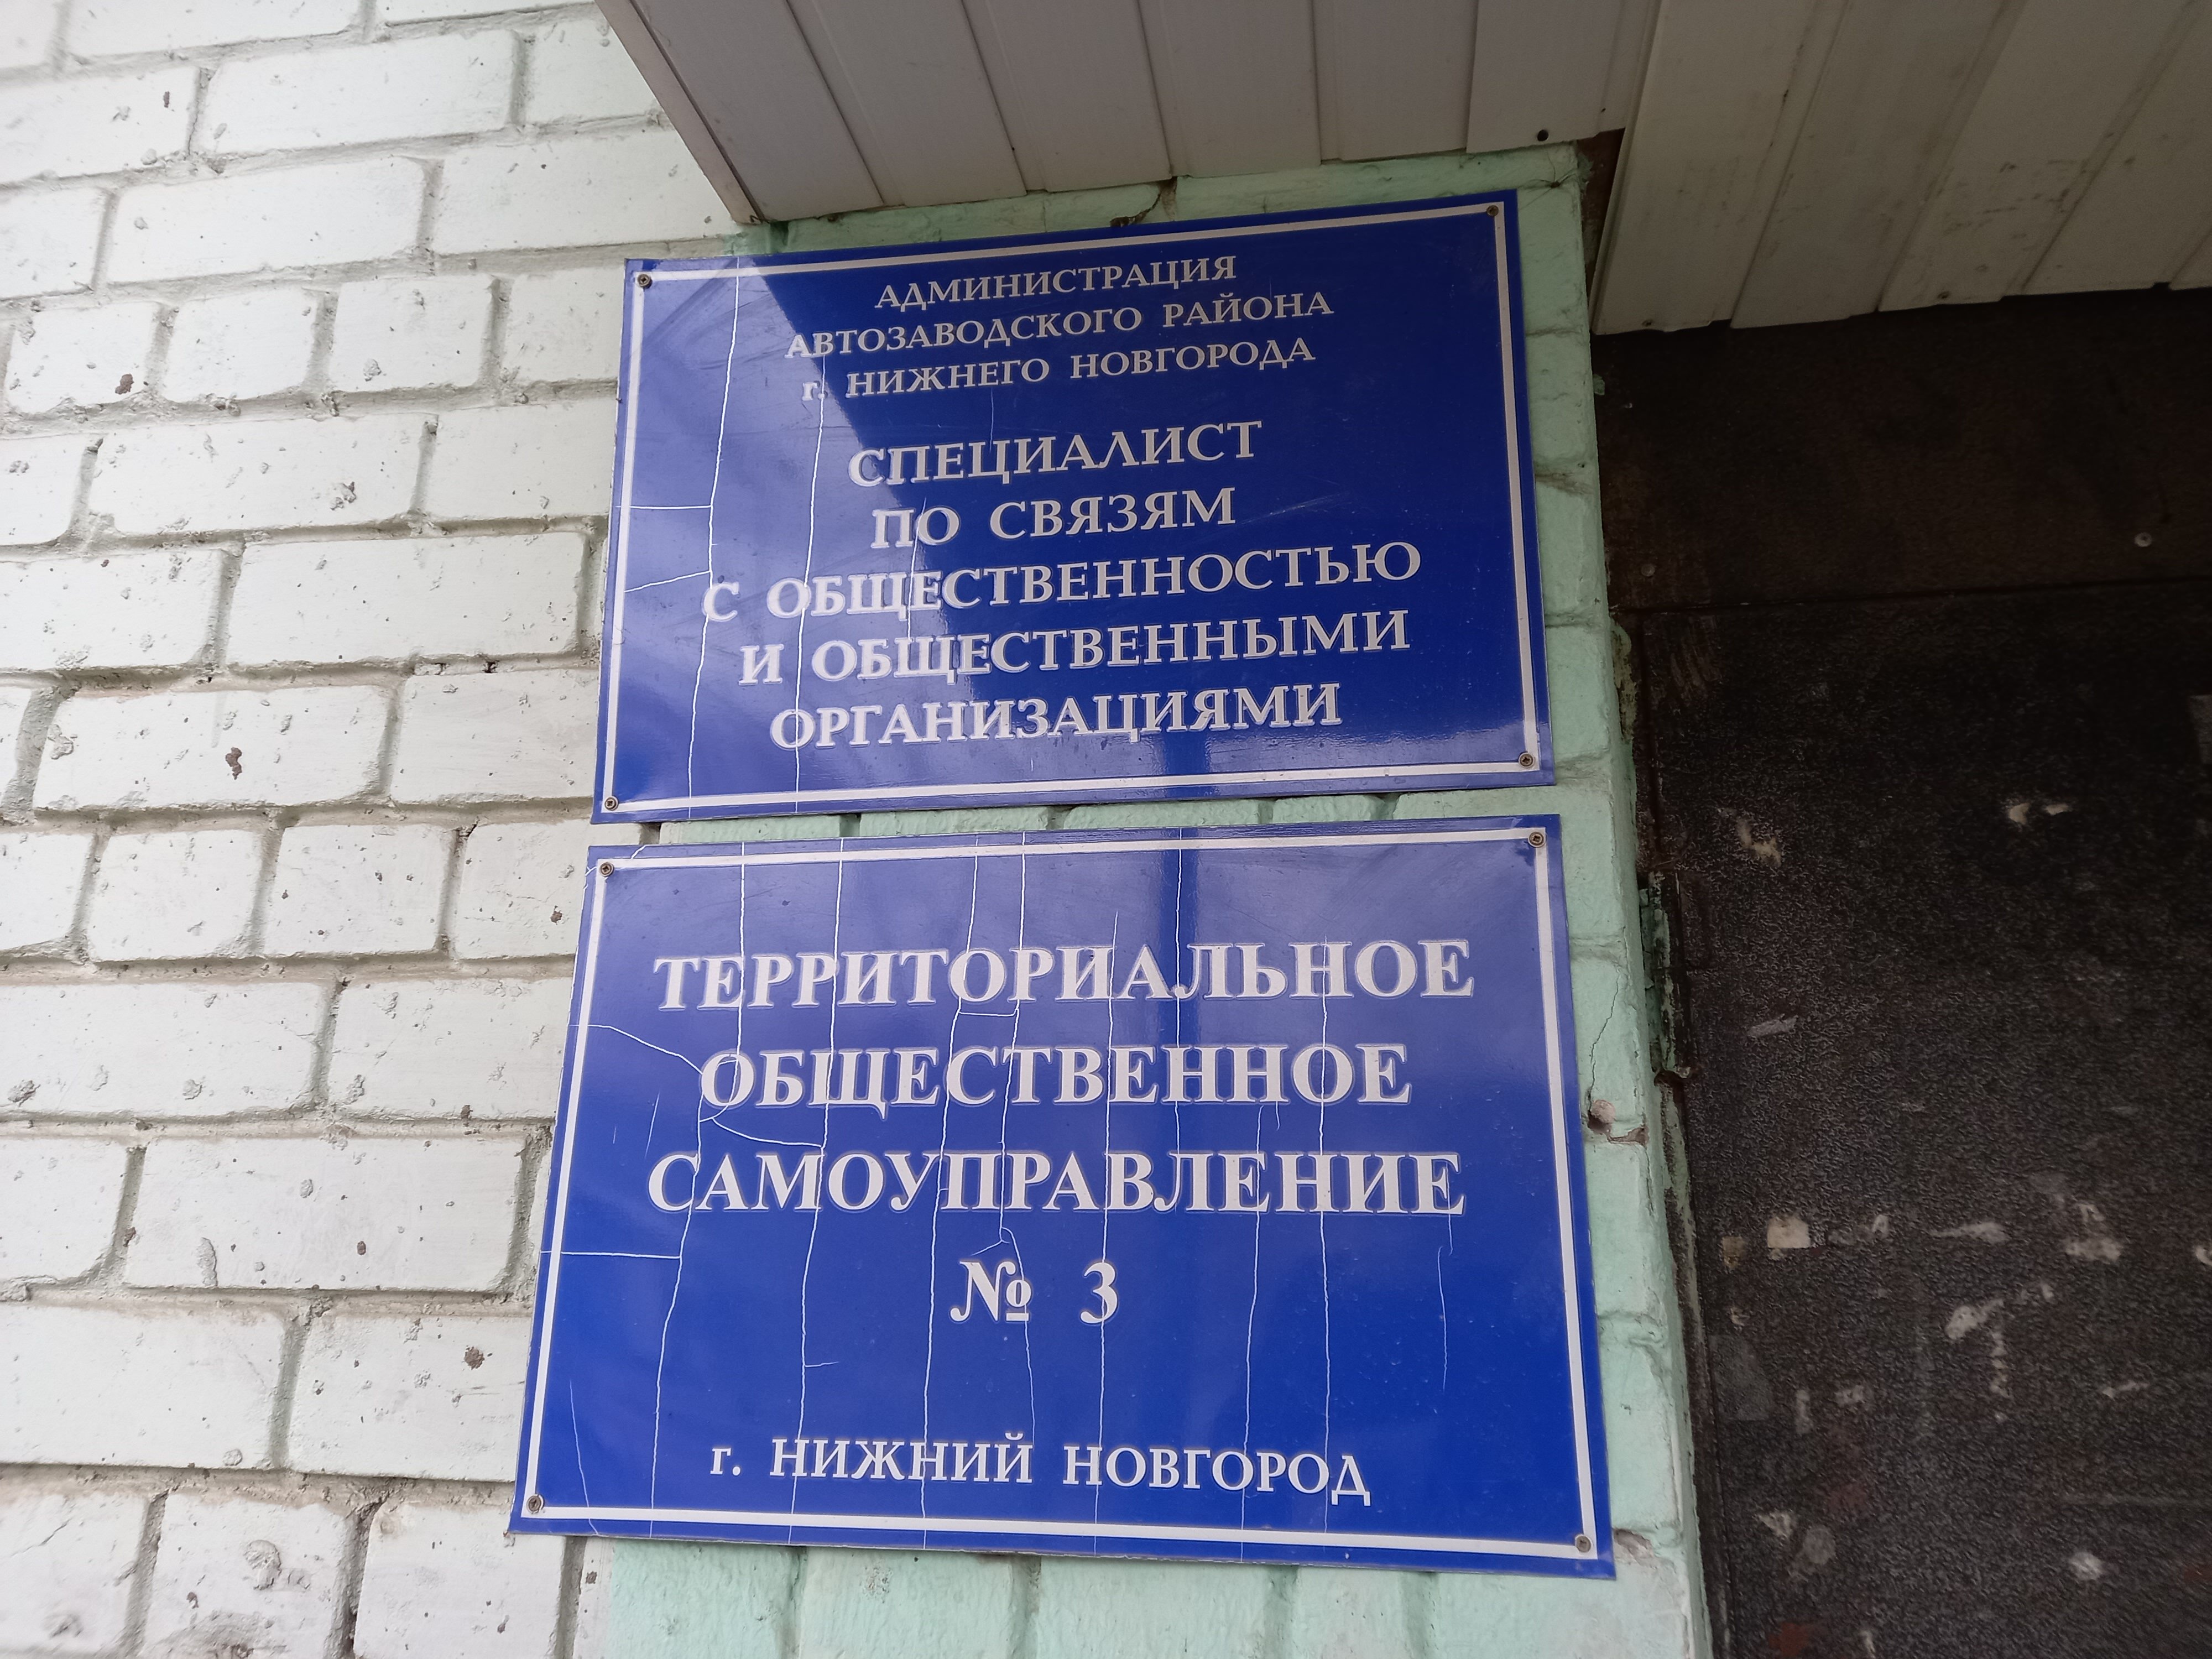 АДМИНИСТРАЦИЯ
АВТОЗАВОДСКОГО РАЙОНА
г. НИЖНЕГО НОВГОРОДА
СПЕЦИАЛИСТ
ПО СВЯЗЯМ
С ОБЩЕСТВЕННОСТЬЮ
И ОБЩЕСТВЕННЫМИ
ОРГАНИЗАЦИЯМИ
ТЕРРИТОРИАЛЬНОЕ
ОБЩЕСТВЕННОЕ
САМОУПРАВЛЕНИЕ
№ 3
г. НИЖНИЙ НОВГОРОД